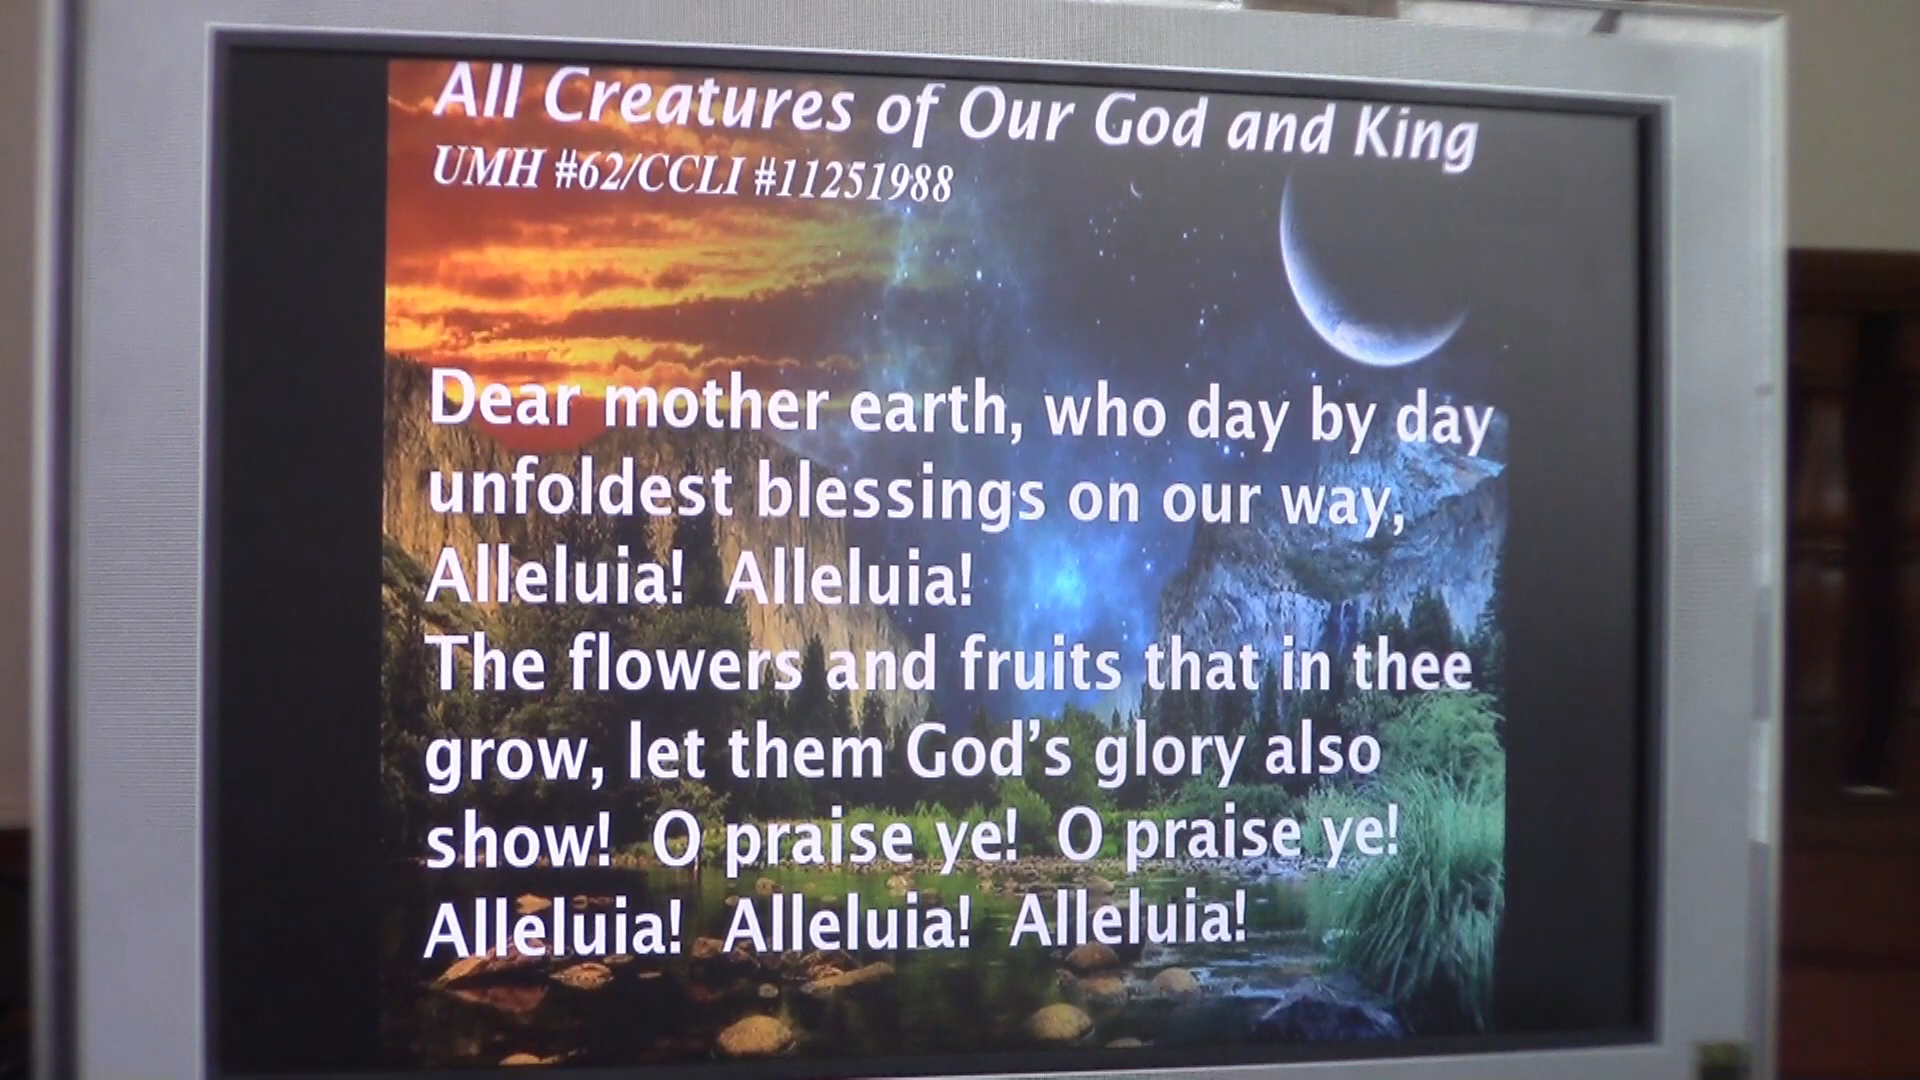 All Creatures of Our God and King
UMH #62/CCLI #11251988
Dear mother earth, who day by day
unfoldest blessings on our way,
Alleluia! Alleluia!
The flowers and fruits that in thee
grow, let them God's glory also
show! O praise ye! O praise ye!
Alleluia! Alleluia! Alleluia!